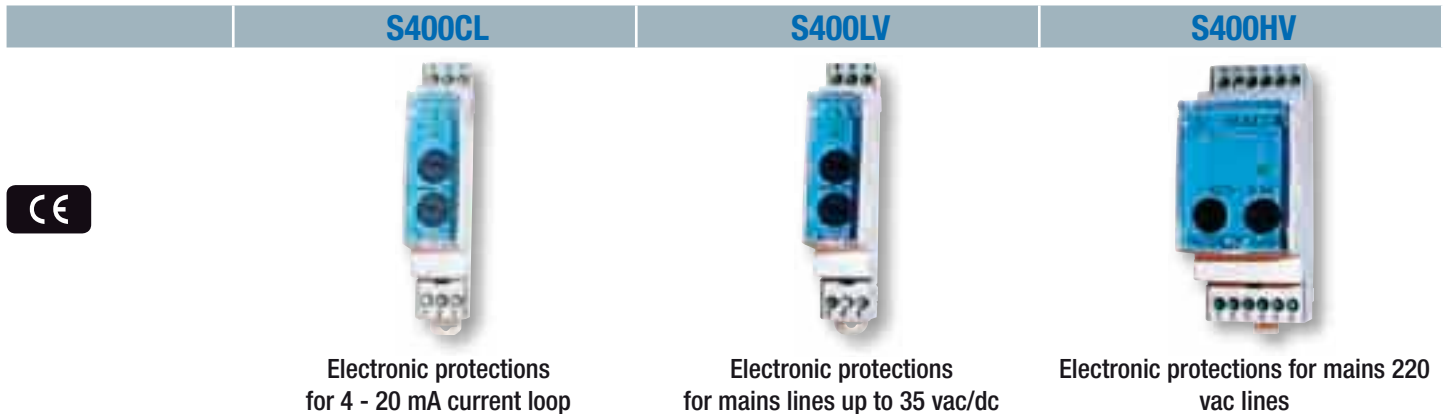 S400CL S400LV S400HV
CE
Electronic protections
for 4 - 20 mA current loop
Electronic protections
for mains lines up to 35 vac/dc
Electronic protections for mains 220
vac lines